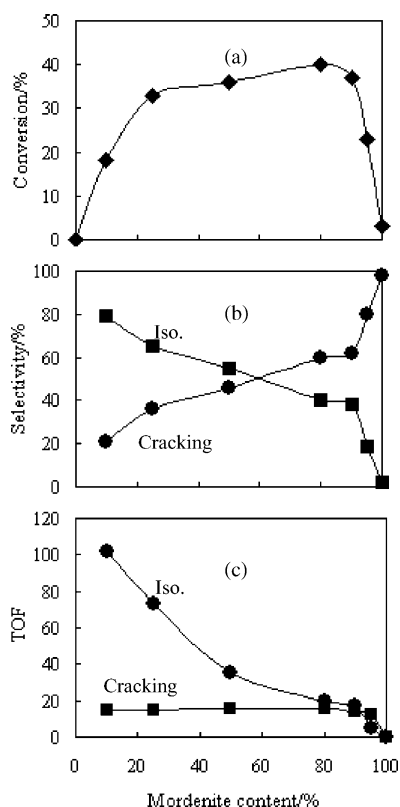 50
40
30
20
10
0
Conversion/%
(a)
100
80
60
40
20
0
Selectivity/%
Iso.
(b)
Cracking
120
100
80
60
40
20
0
TOF
(c)
Iso.
Cracking
0 20 40 60 80 100
Mordenite content/%